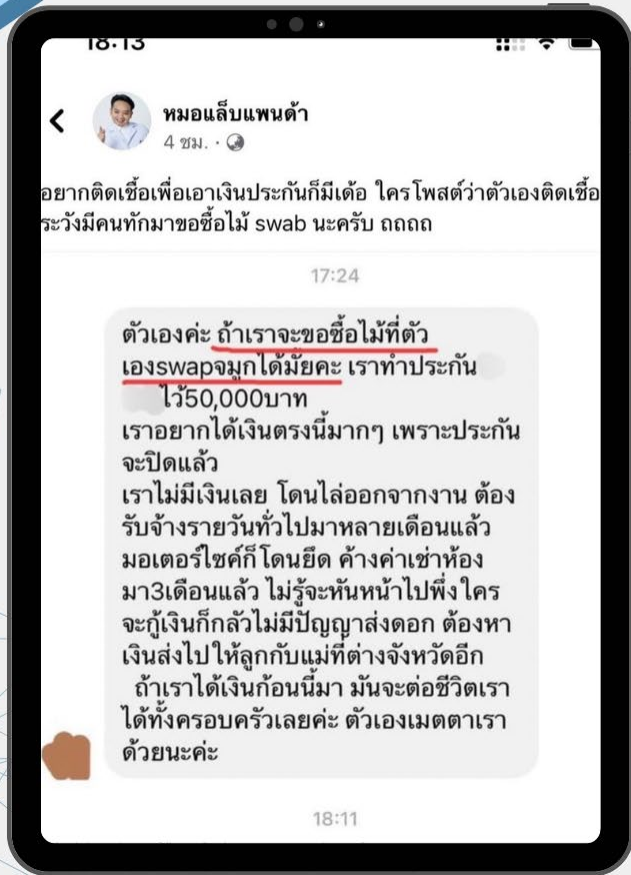 18:13
หมอแล็บแพนด้า
4 ชม. ·
อยากติดเชื้อเพื่อเอาเงินประกันก็มีเด้อ ใครโพสต์ว่าตัวเองติดเชื้อ
ระวังมีคนทักมาขอซื้อไม้ swab นะครับ ถถถถ
17:24
ตัวเองค่ะ ถ้าเราจะขอซื้อไม้ที่ตัว
เองswapจมูกได้มัยคะ เราทำประกัน
ไว้50,000บาท
เราอยากได้เงินตรงนี้มากๆ เพราะประกัน
จะปิดแล้ว
เราไม่มีเงินเลย โดนไล่ออกจากงาน ต้อง
รับจ้างรายวันทั่วไปมาหลายเดือนแล้ว
มอเตอร์ไซค์ก็โดนยึด ค้างค่าเช่าห้อง
มา3เดือนแล้ว ไม่รู้จะหันหน้าไปพึ่งใคร
จะกู้เงินก็กลัวไม่มีปัญญาส่งดอก ต้องหา
เงินส่งไปให้ลูกกับแม่ที่ต่างจังหวัดอีก
ถ้าเราได้เงินก้อนนี้มา มันจะต่อชีวิตเรา
ได้ทั้งครอบครัวเลยค่ะ ตัวเองเมตตาเรา
ด้วยนะค่ะ
18:11